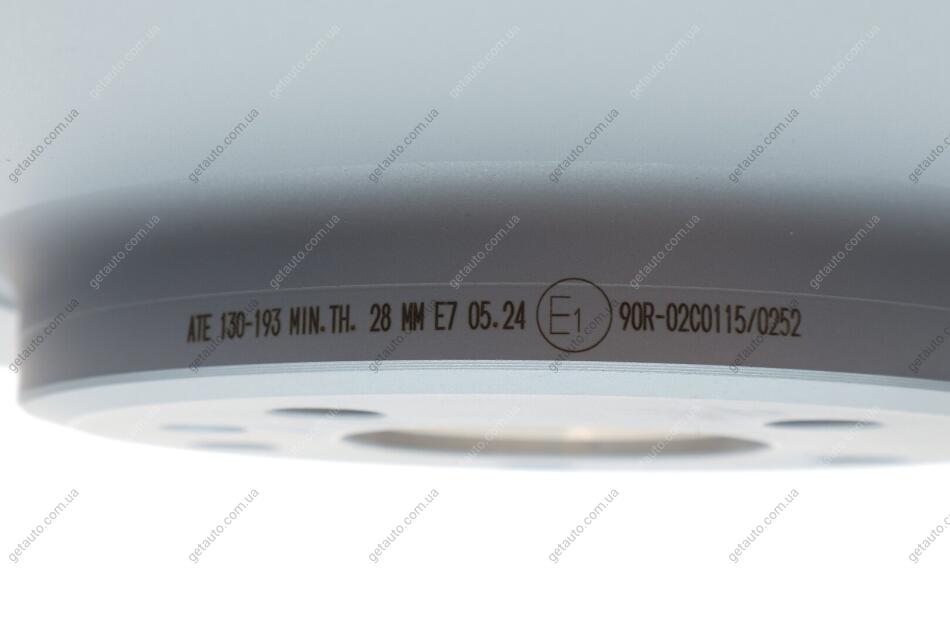 ATE 130-193 MIN.TH. 28 MM E7 05.24 E1 90R-02C0115/0252
getauto.com.ua